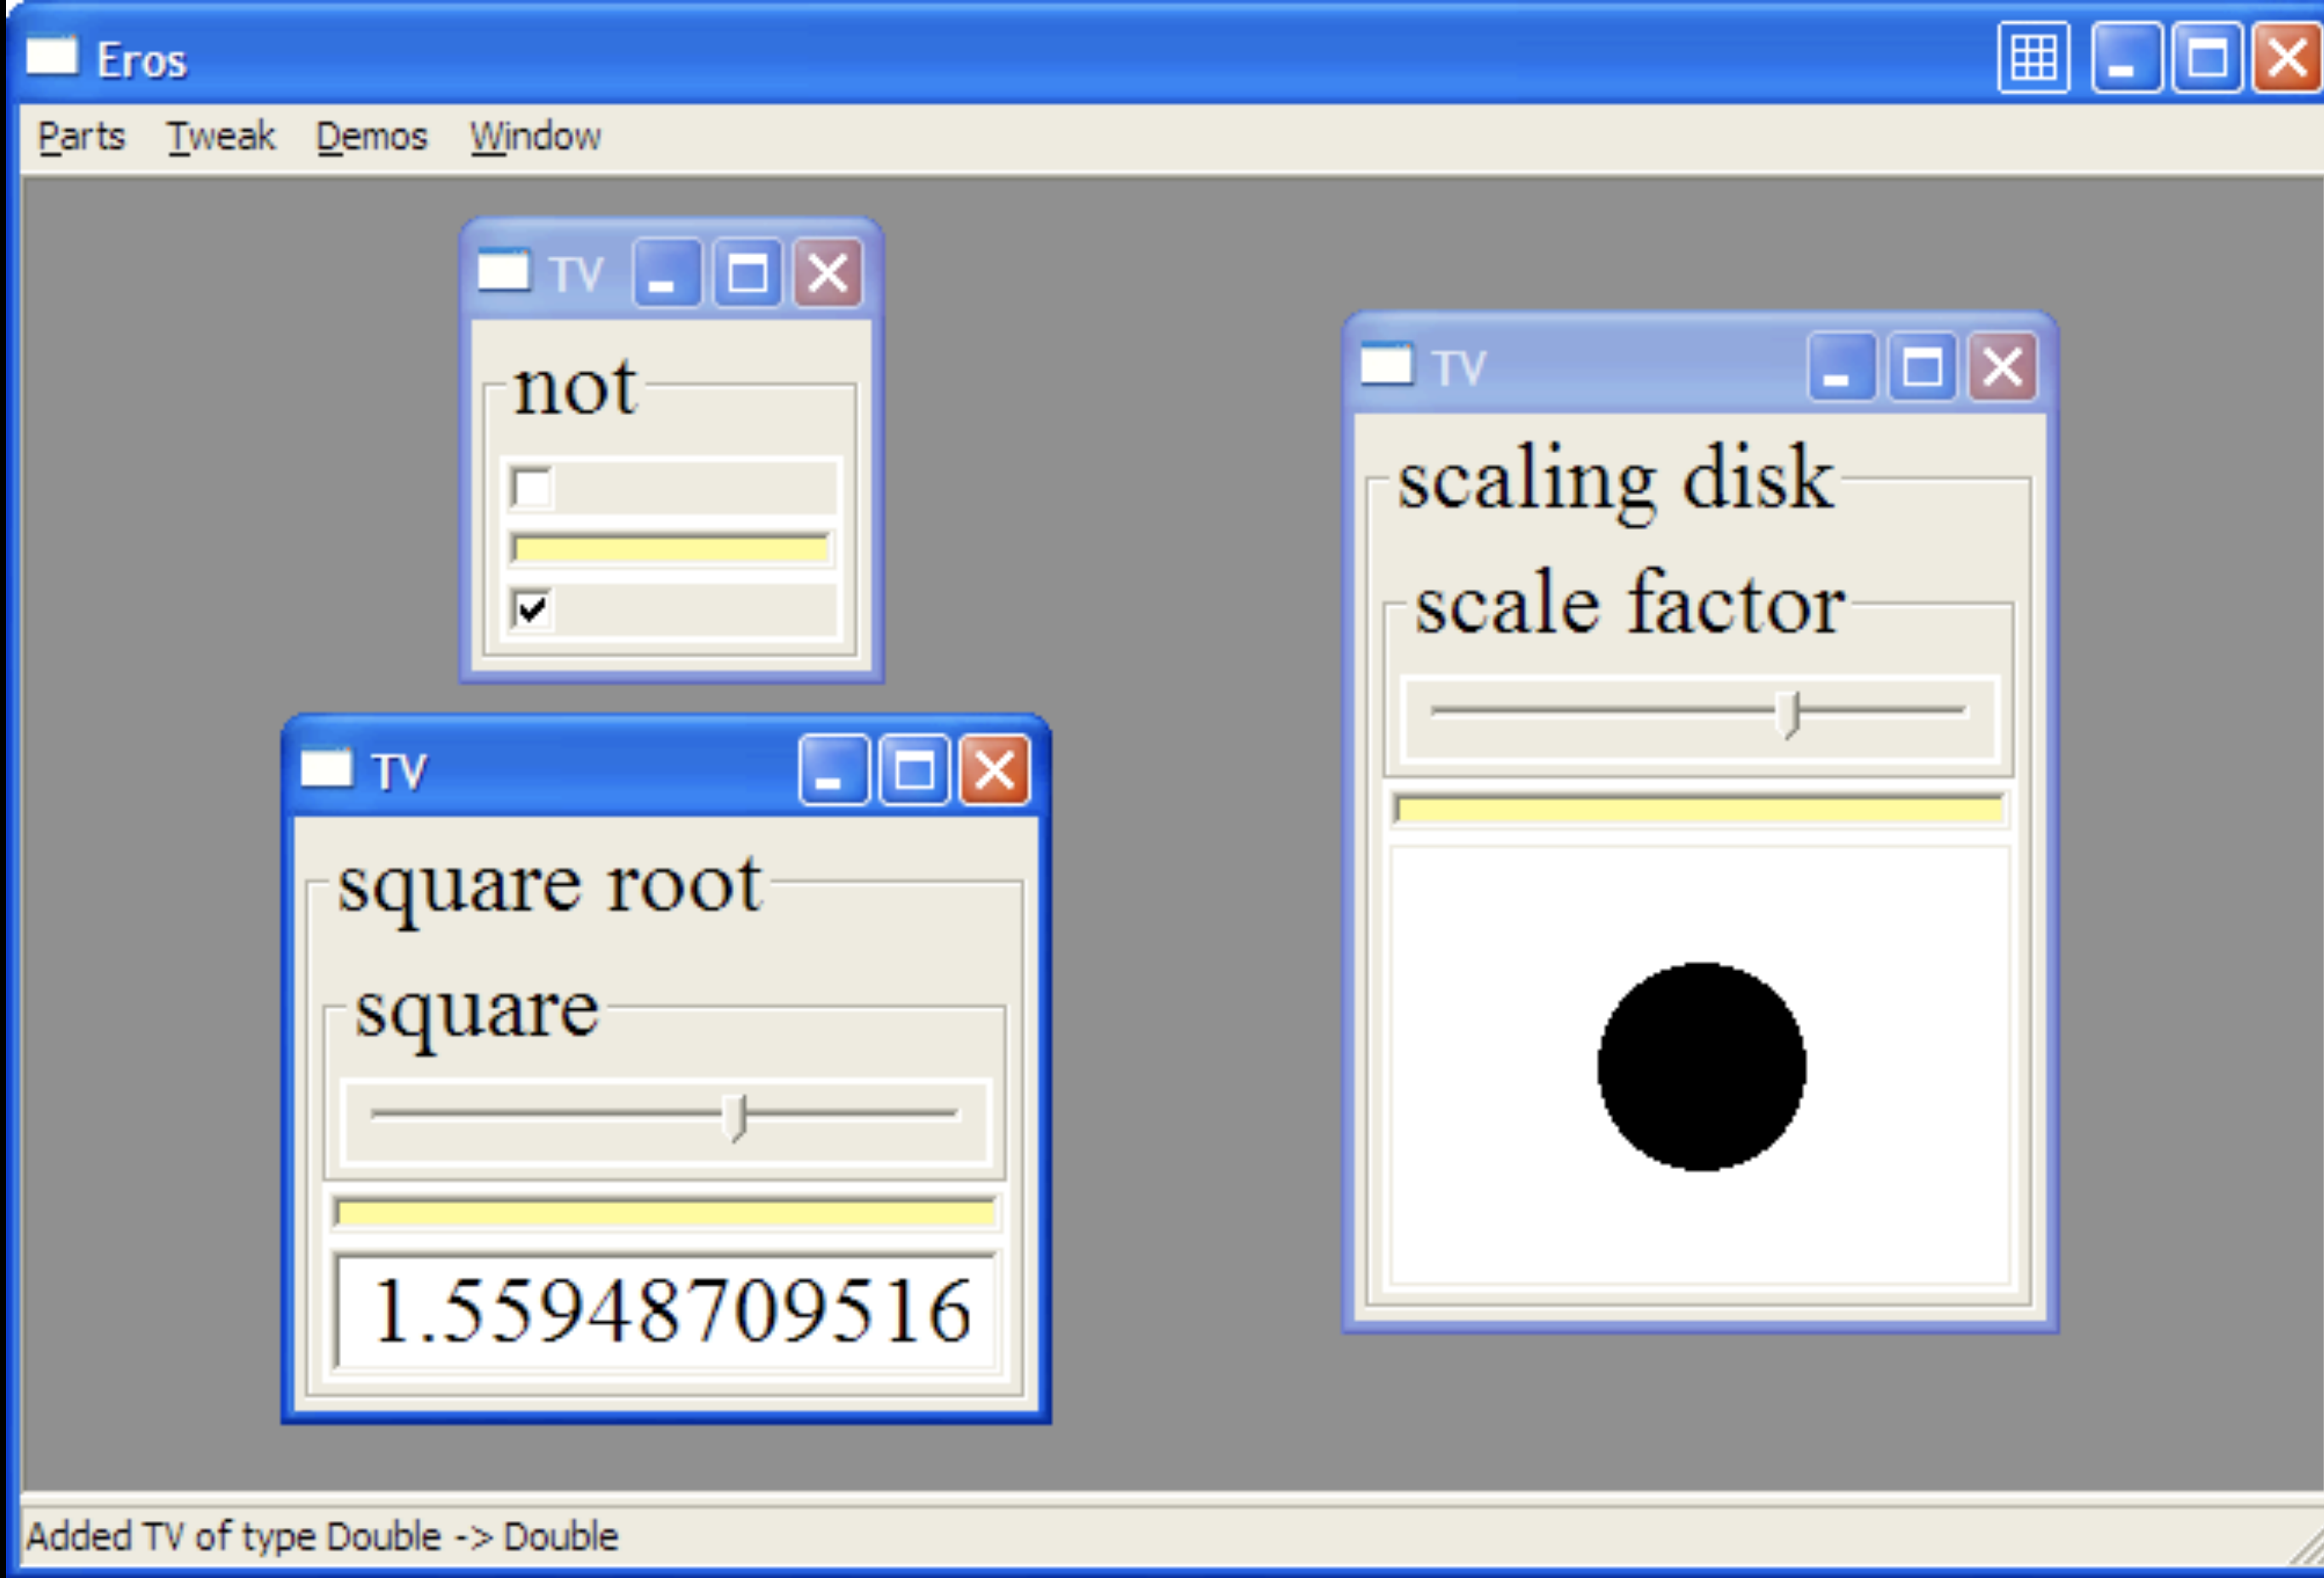 Eros
Parts Tweak Demos Window
TV
not
TV
scaling disk
scale factor
TV
square root
square
1.55948709516
Added TV of type Double -> Double